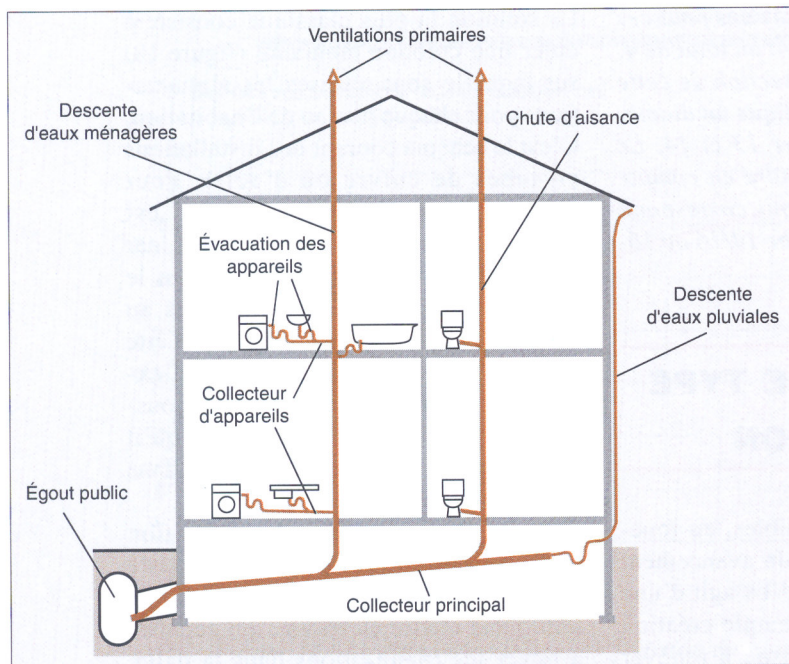 Ventilations primaires
Descente
d'eaux ménagères
Chute d'aisance
Évacuation des
appareils
Descente
d'eaux pluviales
Collecteur
d'appareils
Égout public
Collecteur principal
E TYPE